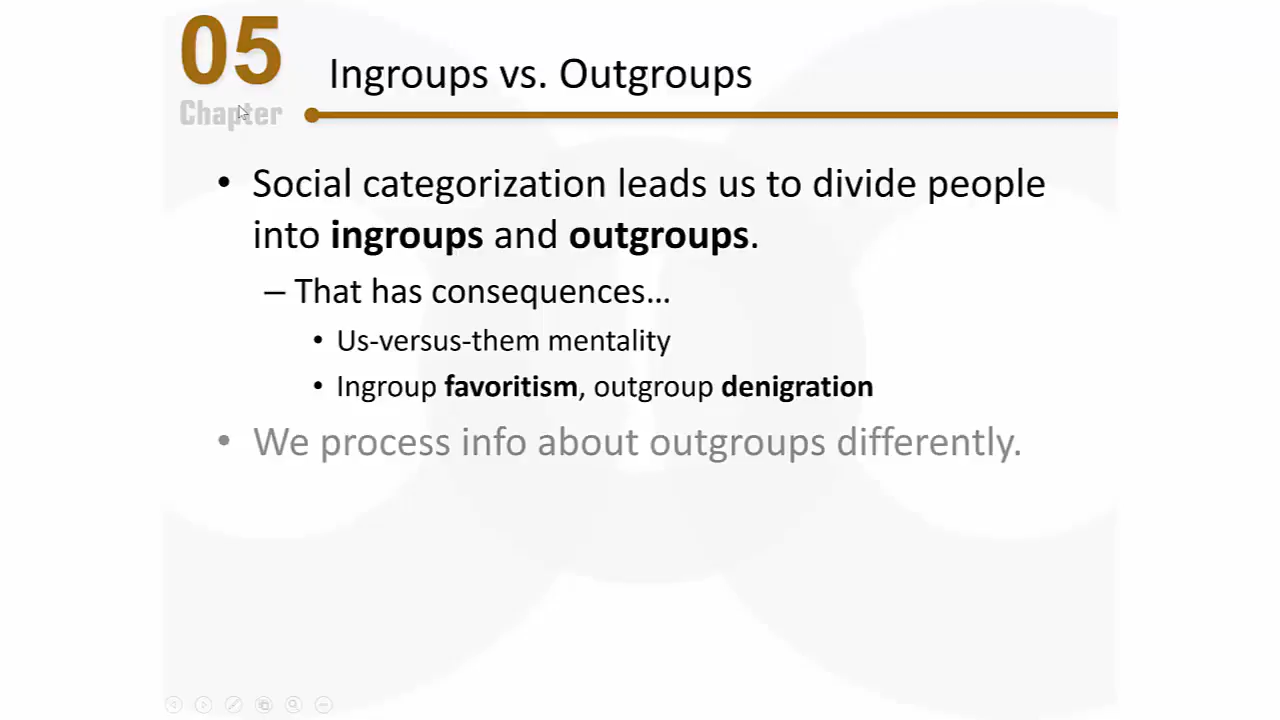 05
Chapter
Ingroups vs. Outgroups
• Social categorization leads us to divide people
into ingroups and outgroups.
– That has consequences…
• Us-versus-them mentality
• Ingroup favoritism, outgroup denigration
• We process info about outgroups differently.